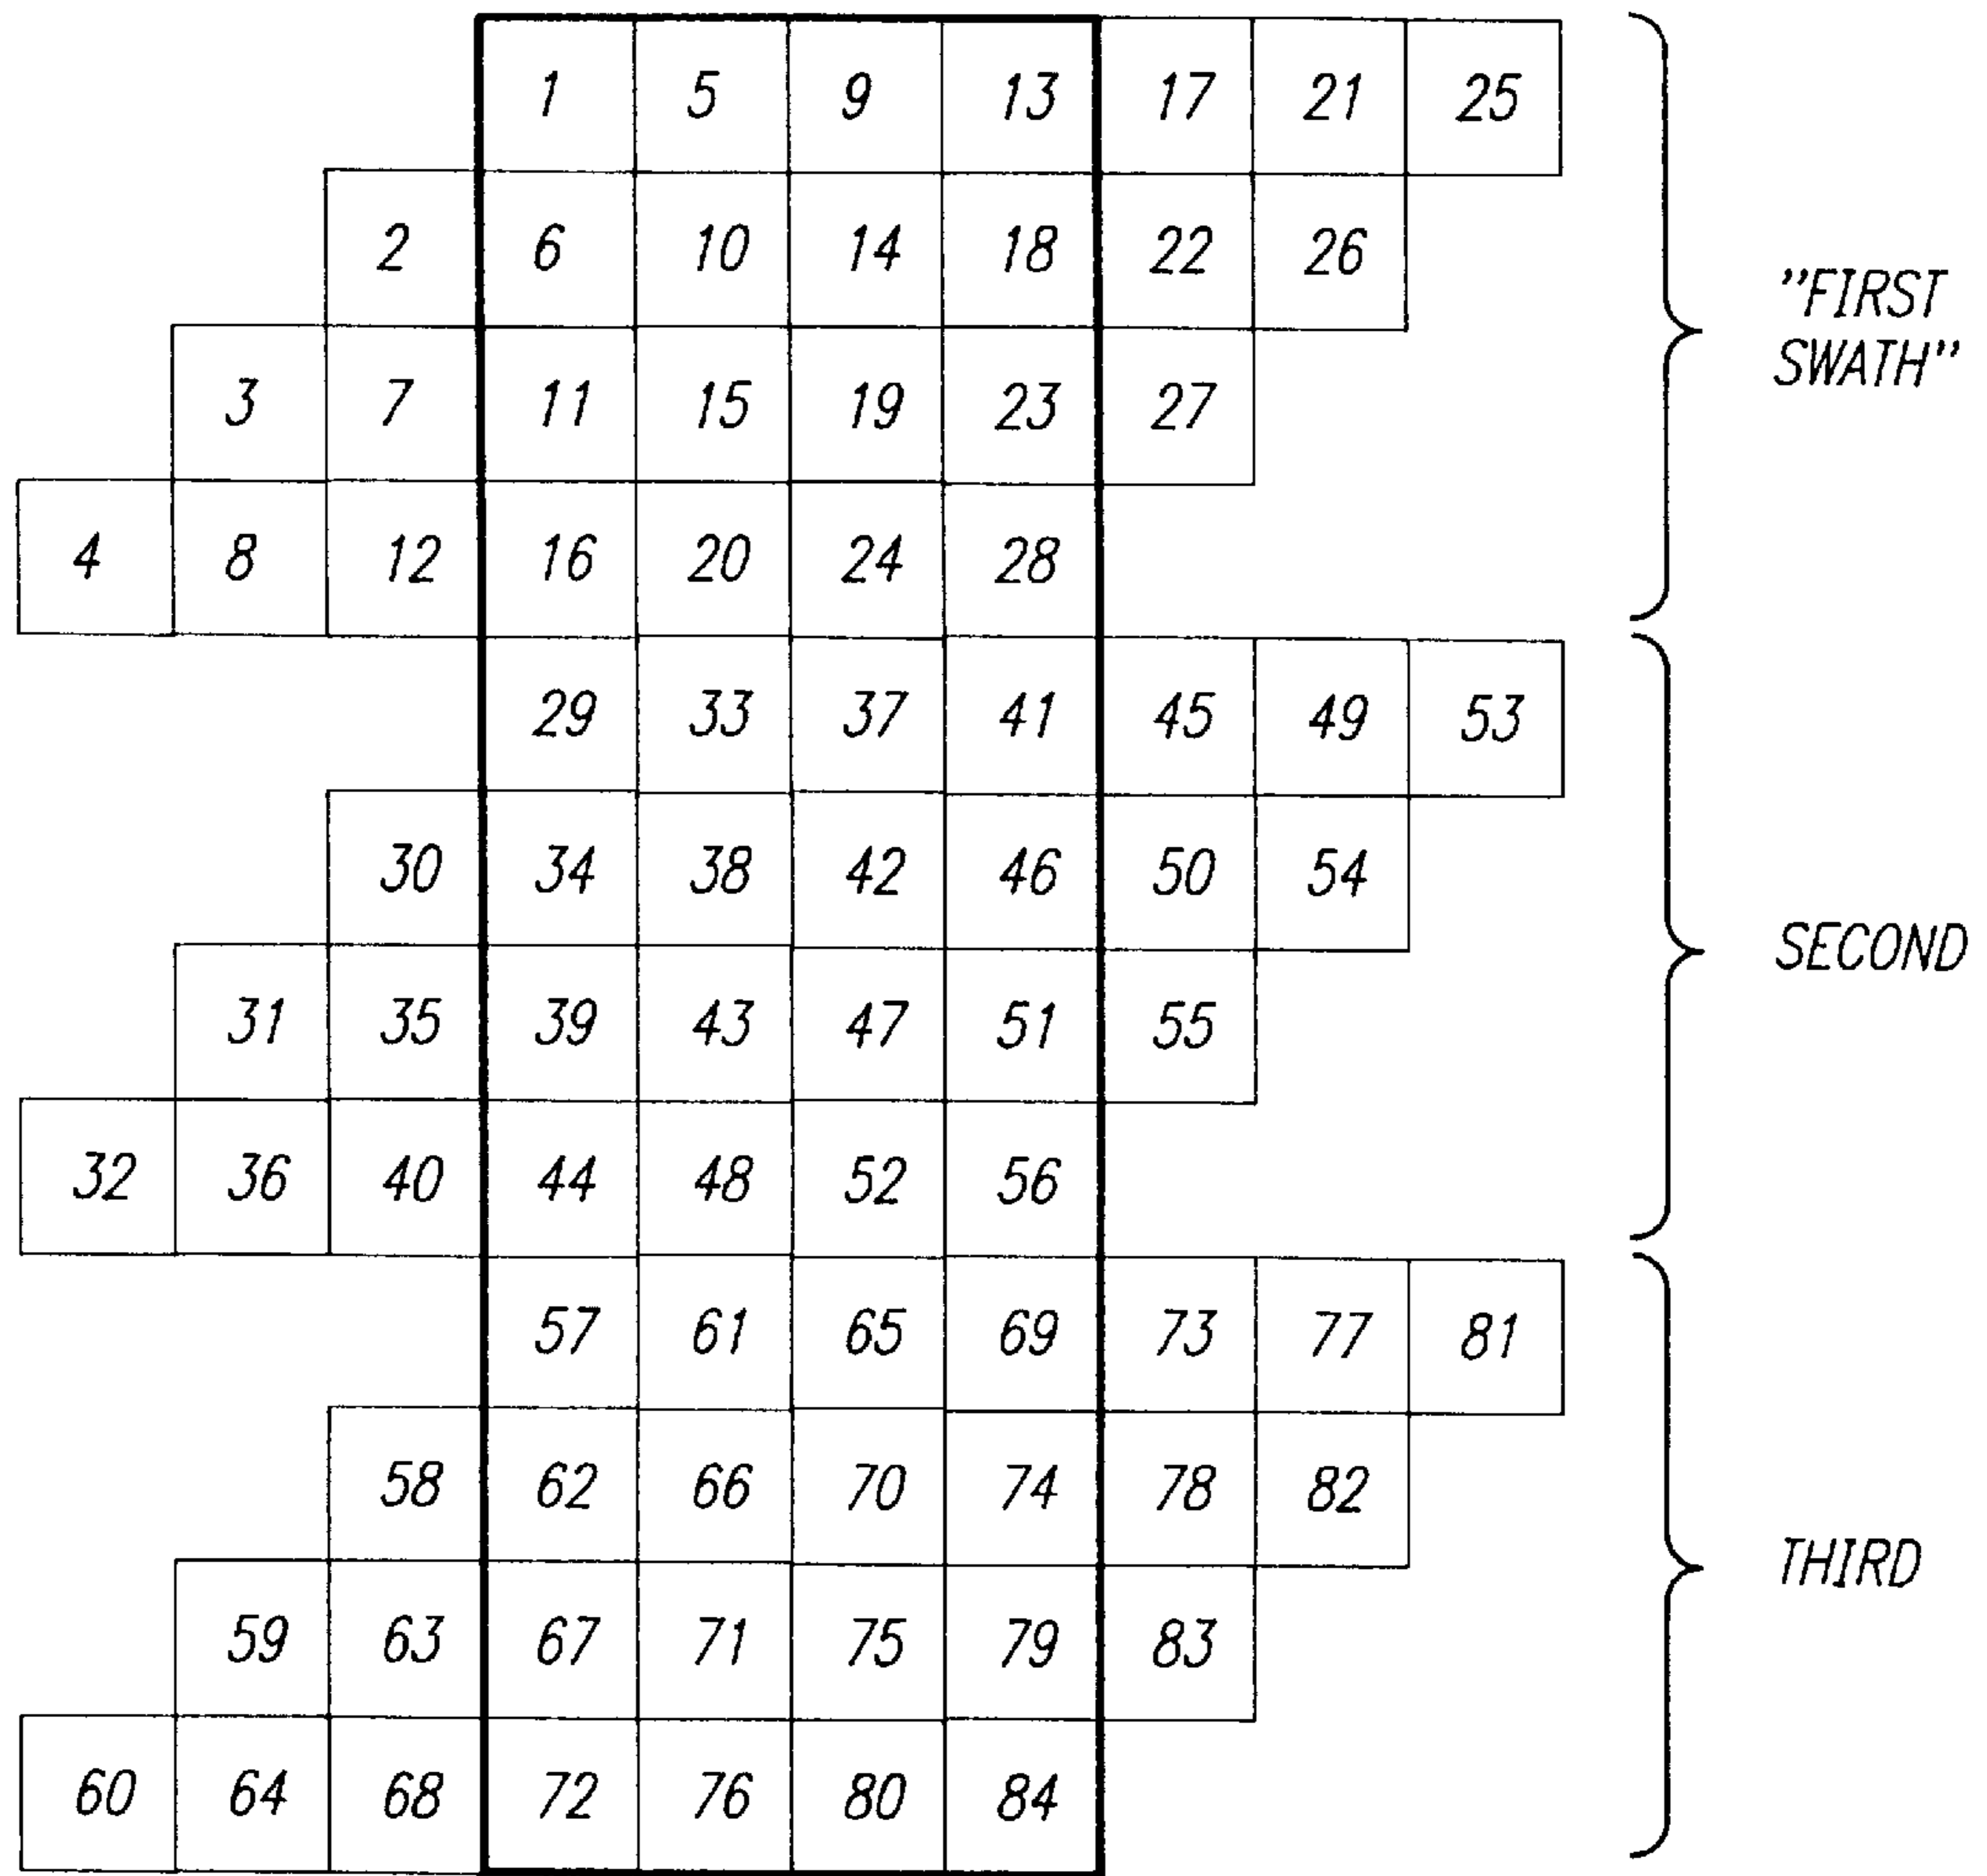 1 5 9 13 17 21 25
2 6 10 14 18 22 26
"FIRST
SWATH"
3 7 11 15 19 23 27
4 8 12 16 20 24 28
29 33 37 41 45 49 53
30 34 38 42 46 50 54
SECOND
31 35 39 43 47 51 55
32 36 40 44 48 52 56
57 61 65 69 73 77 81
58 62 66 70 74 78 82
THIRD
59 63 67 71 75 79 83
60 64 68 72 76 80 84